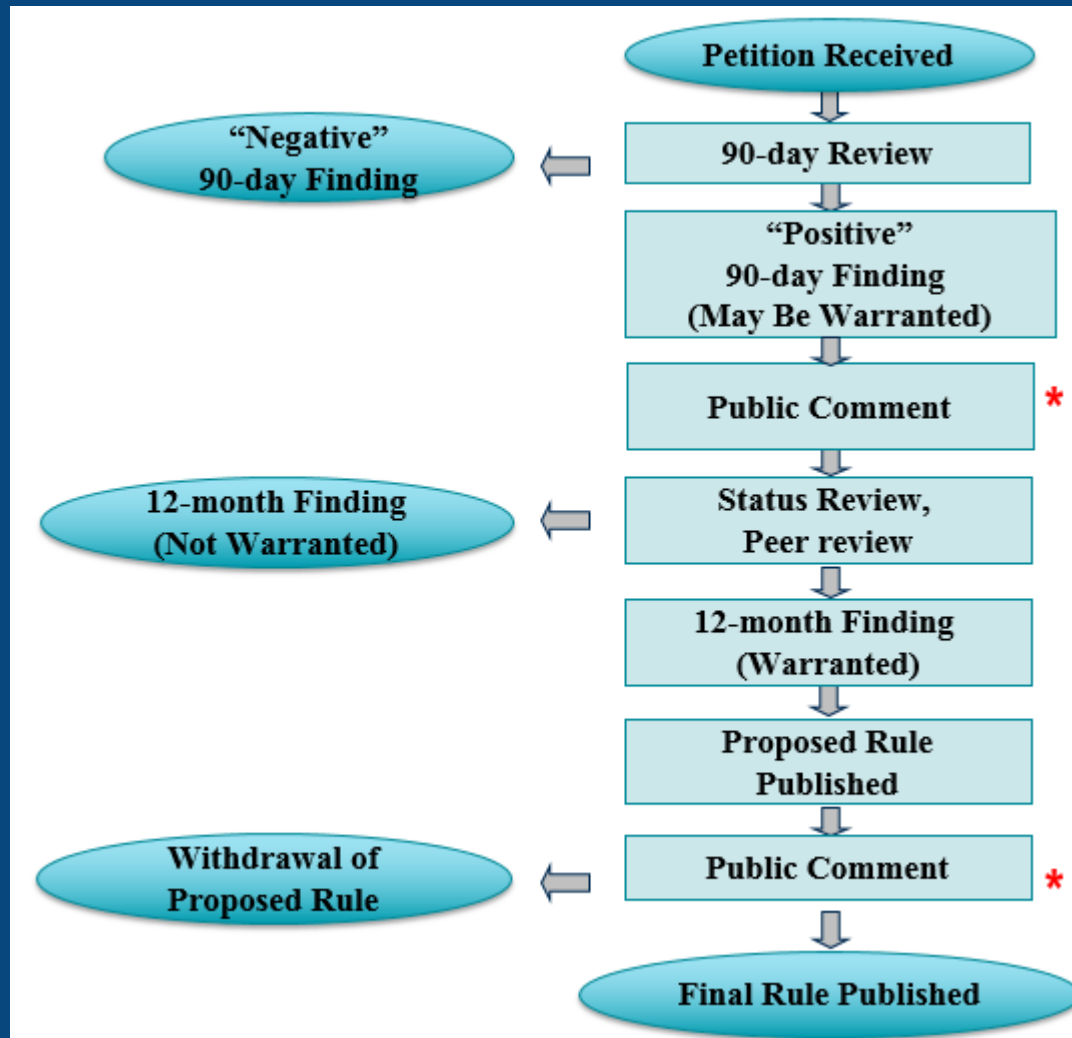 Petition Received
“Negative”
90-day Finding
90-day Review
“Positive”
90-day Finding
(May Be Warranted)
Public Comment *
12-month Finding
(Not Warranted)
Status Review,
Peer review
12-month Finding
(Warranted)
Proposed Rule
Published
Withdrawal of
Proposed Rule
Public Comment *
Final Rule Published